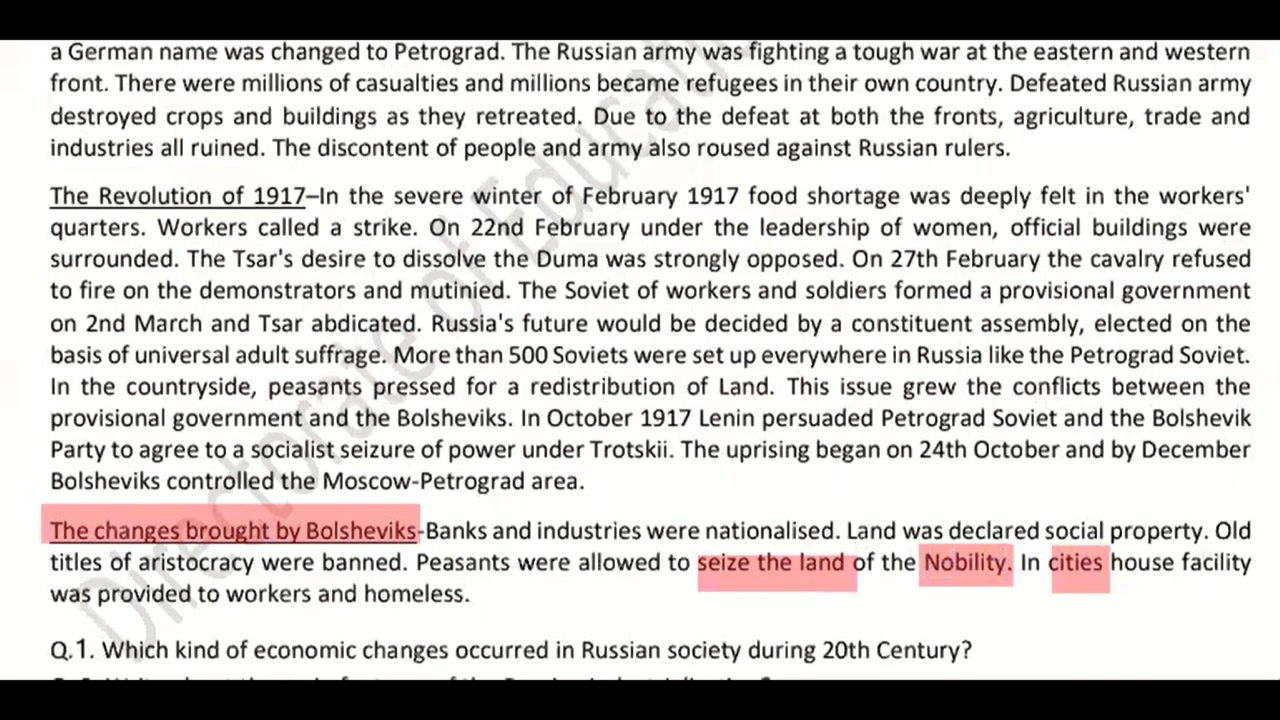 a German name was changed to Petrograd. The Russian army was fighting a tough war at the eastern and western
front. There were millions of casualties and millions became refugees in their own country. Defeated Russian army
destroyed crops and buildings as they retreated. Due to the defeat at both the fronts, agriculture, trade and
industries all ruined. The discontent of people and army also roused against Russian rulers.
The Revolution of 1917–In the severe winter of February 1917 food shortage was deeply felt in the workers'
quarters. Workers called a strike. On 22nd February under the leadership of women, official buildings were
surrounded. The Tsar's desire to dissolve the Duma was strongly opposed. On 27th February the cavalry refused
to fire on the demonstrators and mutinied. The Soviet of workers and soldiers formed a provisional government
on 2nd March and Tsar abdicated. Russia's future would be decided by a constituent assembly, elected on the
basis of universal adult suffrage. More than 500 Soviets were set up everywhere in Russia like the Petrograd Soviet.
In the countryside, peasants pressed for a redistribution of Land. This issue grew the conflicts between the
provisional government and the Bolsheviks. In October 1917 Lenin persuaded Petrograd Soviet and the Bolshevik
Party to agree to a socialist seizure of power under Trotskii. The uprising began on 24th October and by December
Bolsheviks controlled the Moscow-Petrograd area.
The changes brought by Bolsheviks-Banks and industries were nationalised. Land was declared social property. Old
titles of aristocracy were banned. Peasants were allowed to seize the land of the Nobility. In cities house facility
was provided to workers and homeless.
Q.1. Which kind of economic changes occurred in Russian society during 20th Century?
Directorate of Education